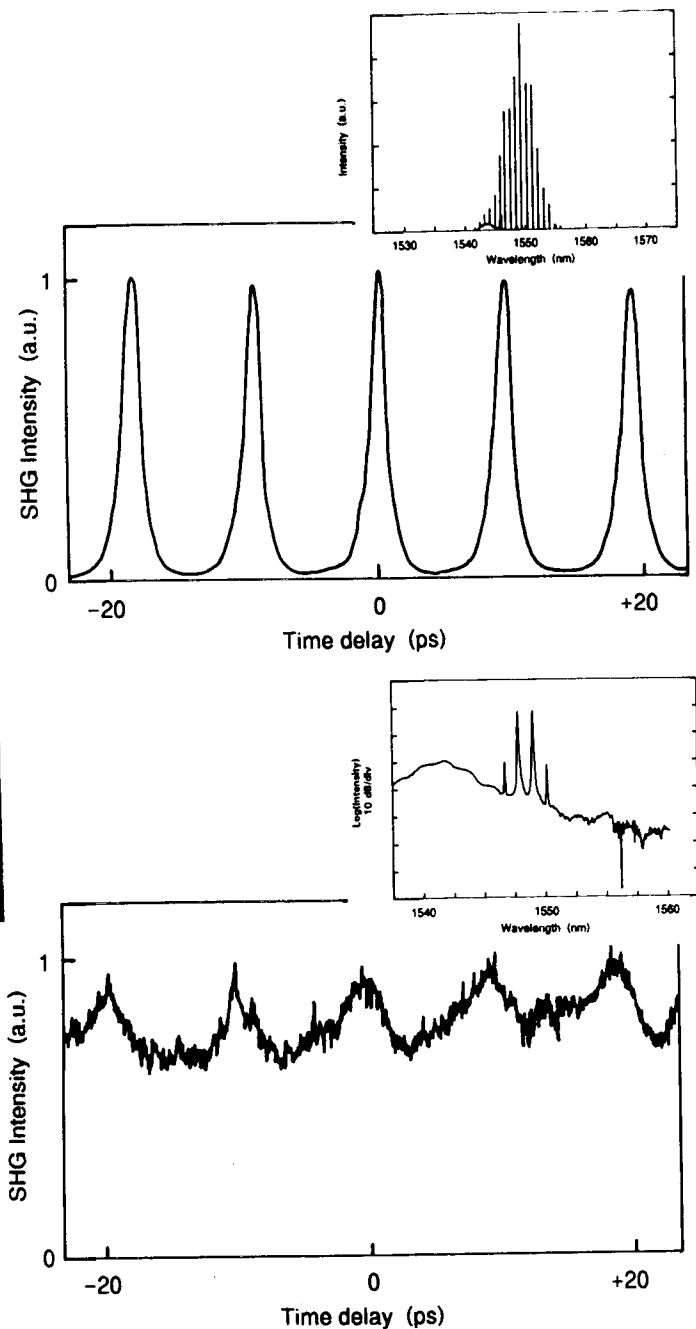 Intensity (a.u.)
1530 1540 1550 1560 1570
Wavelength (nm)
SHG Intensity (a.u.)
1
0
-20 0 +20
Time delay (ps)
Log(Intensity)
10 dB/div
1540 1550 1560
Wavelength (nm)
SHG Intensity (a.u.)
1
0
-20 0 +20
Time delay (ps)